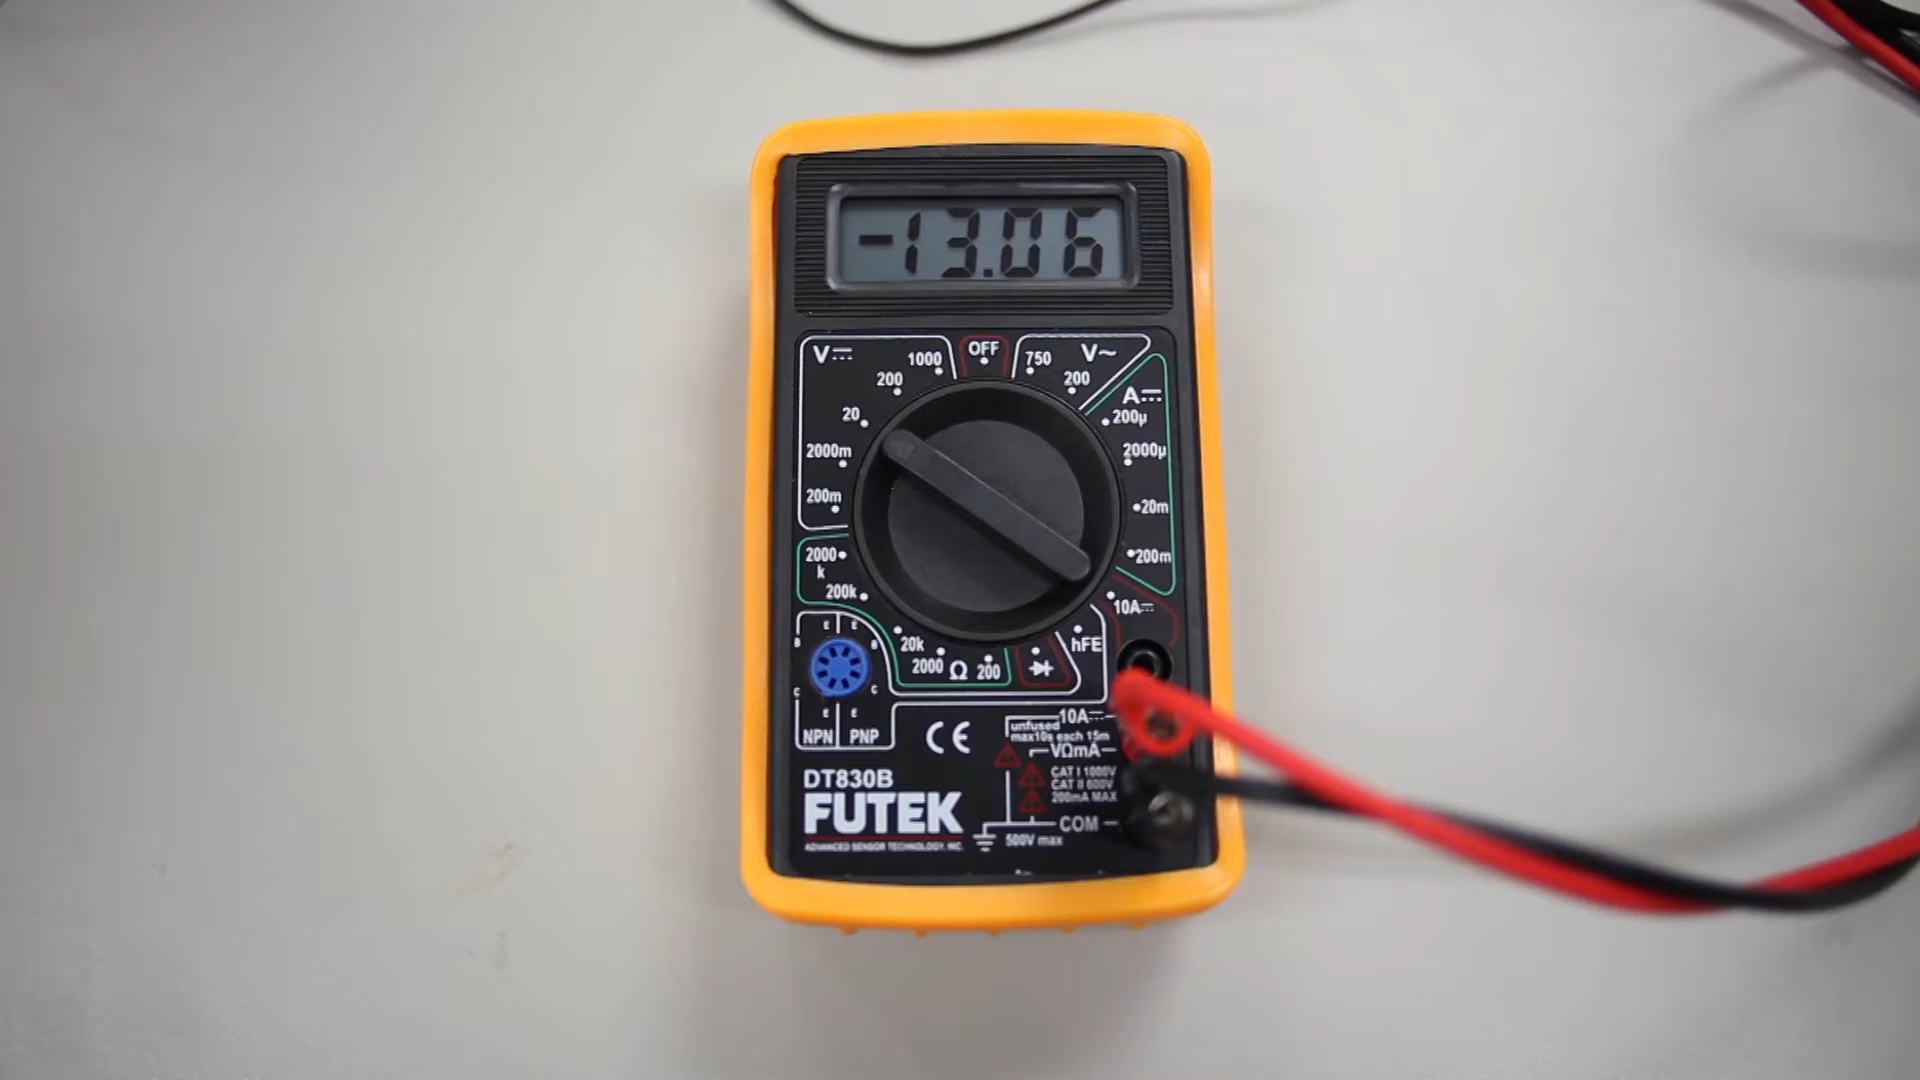 -13.06
V⎓ 1000 OFF 750 V~
200 200
A⎓
20 200µ
2000m 2000µ
200m 20m
2000 k 200m
200k 10A⎓
E E
B B
20k hFE
2000 Ω 200
C C
E E
NPN PNP
CE
10A⎓
unfused
max10s each 15m
VΩmA
CAT I 1000V
CAT II 600V
200mA MAX
COM
500V max
DT830B
FUTEK
ADVANCED SENSOR TECHNOLOGY, INC.